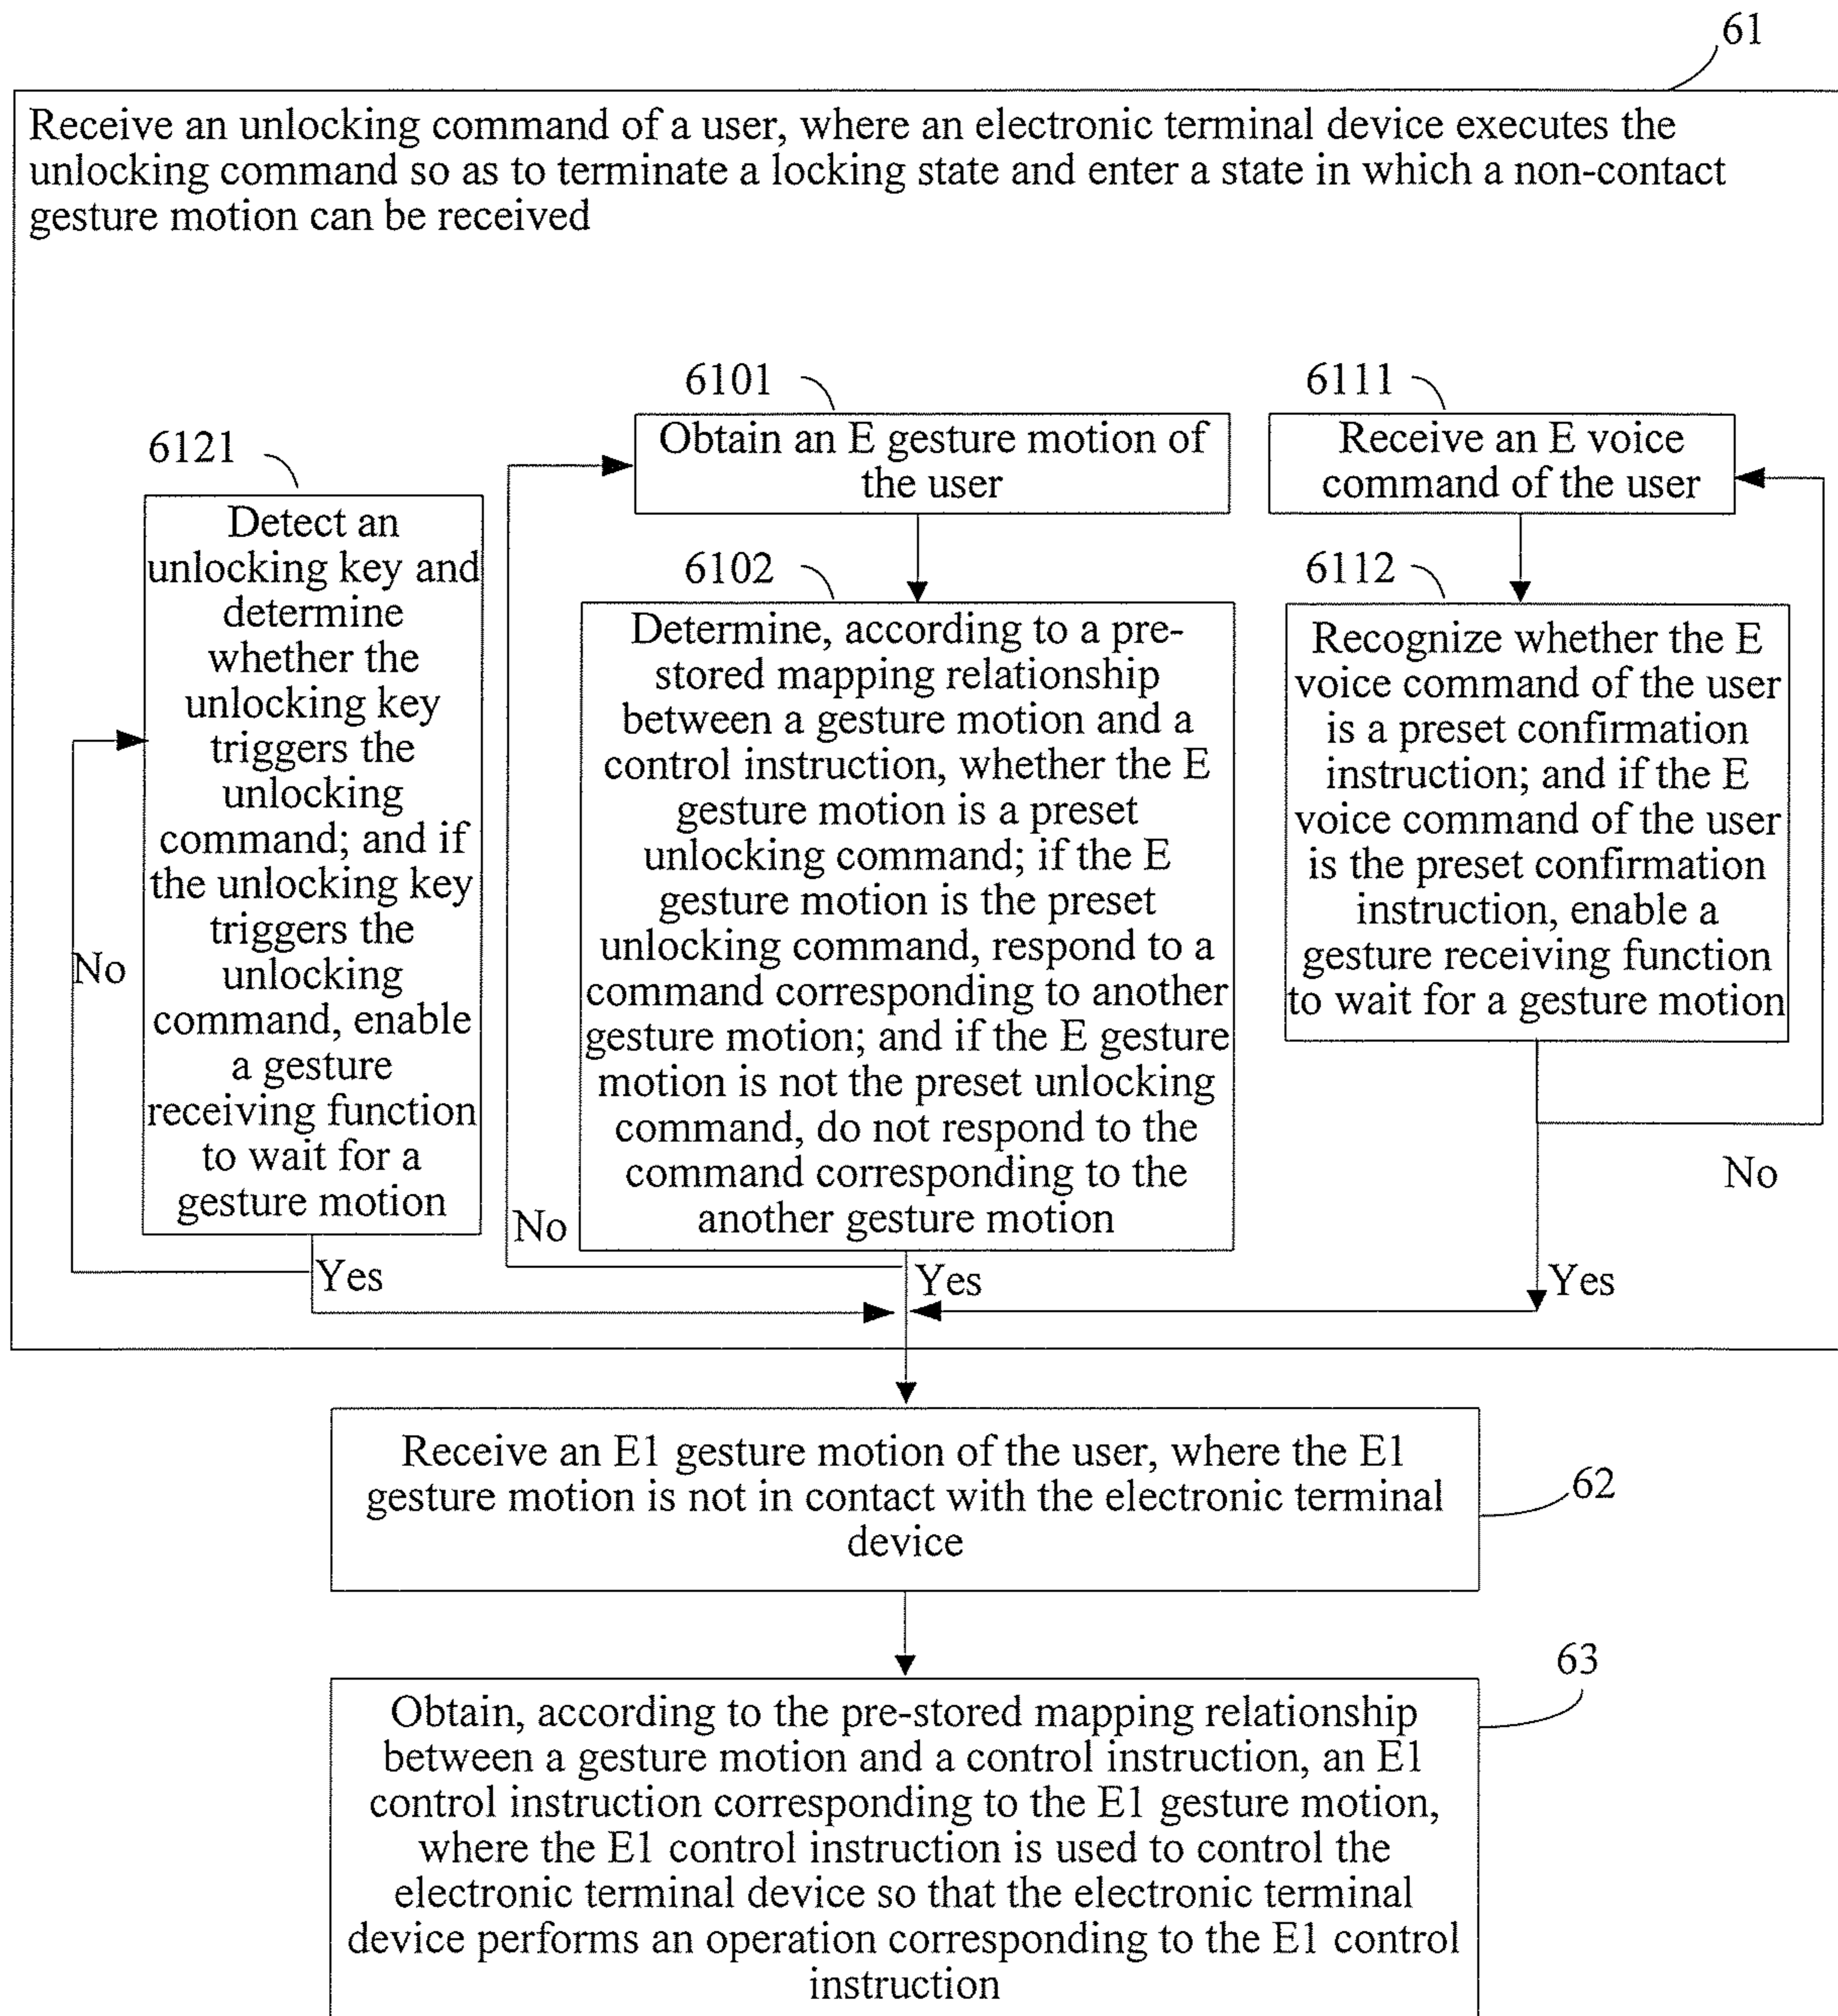 61
Receive an unlocking command of a user, where an electronic terminal device executes the
unlocking command so as to terminate a locking state and enter a state in which a non-contact
gesture motion can be received
6121
Detect an
unlocking key and
determine
whether the
unlocking key
triggers the
unlocking
command; and if
the unlocking key
triggers the
unlocking
command, enable
a gesture
receiving function
to wait for a
gesture motion
No
Yes
6101
Obtain an E gesture motion of
the user
6102
Determine, according to a pre-
stored mapping relationship
between a gesture motion and a
control instruction, whether the E
gesture motion is a preset
unlocking command; if the E
gesture motion is the preset
unlocking command, respond to a
command corresponding to another
gesture motion; and if the E gesture
motion is not the preset unlocking
command, do not respond to the
command corresponding to the
another gesture motion
No
Yes
6111
Receive an E voice
command of the user
6112
Recognize whether the E
voice command of the user
is a preset confirmation
instruction; and if the E
voice command of the user
is the preset confirmation
instruction, enable a
gesture receiving function
to wait for a gesture motion
No
Yes
Receive an E1 gesture motion of the user, where the E1
gesture motion is not in contact with the electronic terminal
device
62
63
Obtain, according to the pre-stored mapping relationship
between a gesture motion and a control instruction, an E1
control instruction corresponding to the E1 gesture motion,
where the E1 control instruction is used to control the
electronic terminal device so that the electronic terminal
device performs an operation corresponding to the E1 control
instruction